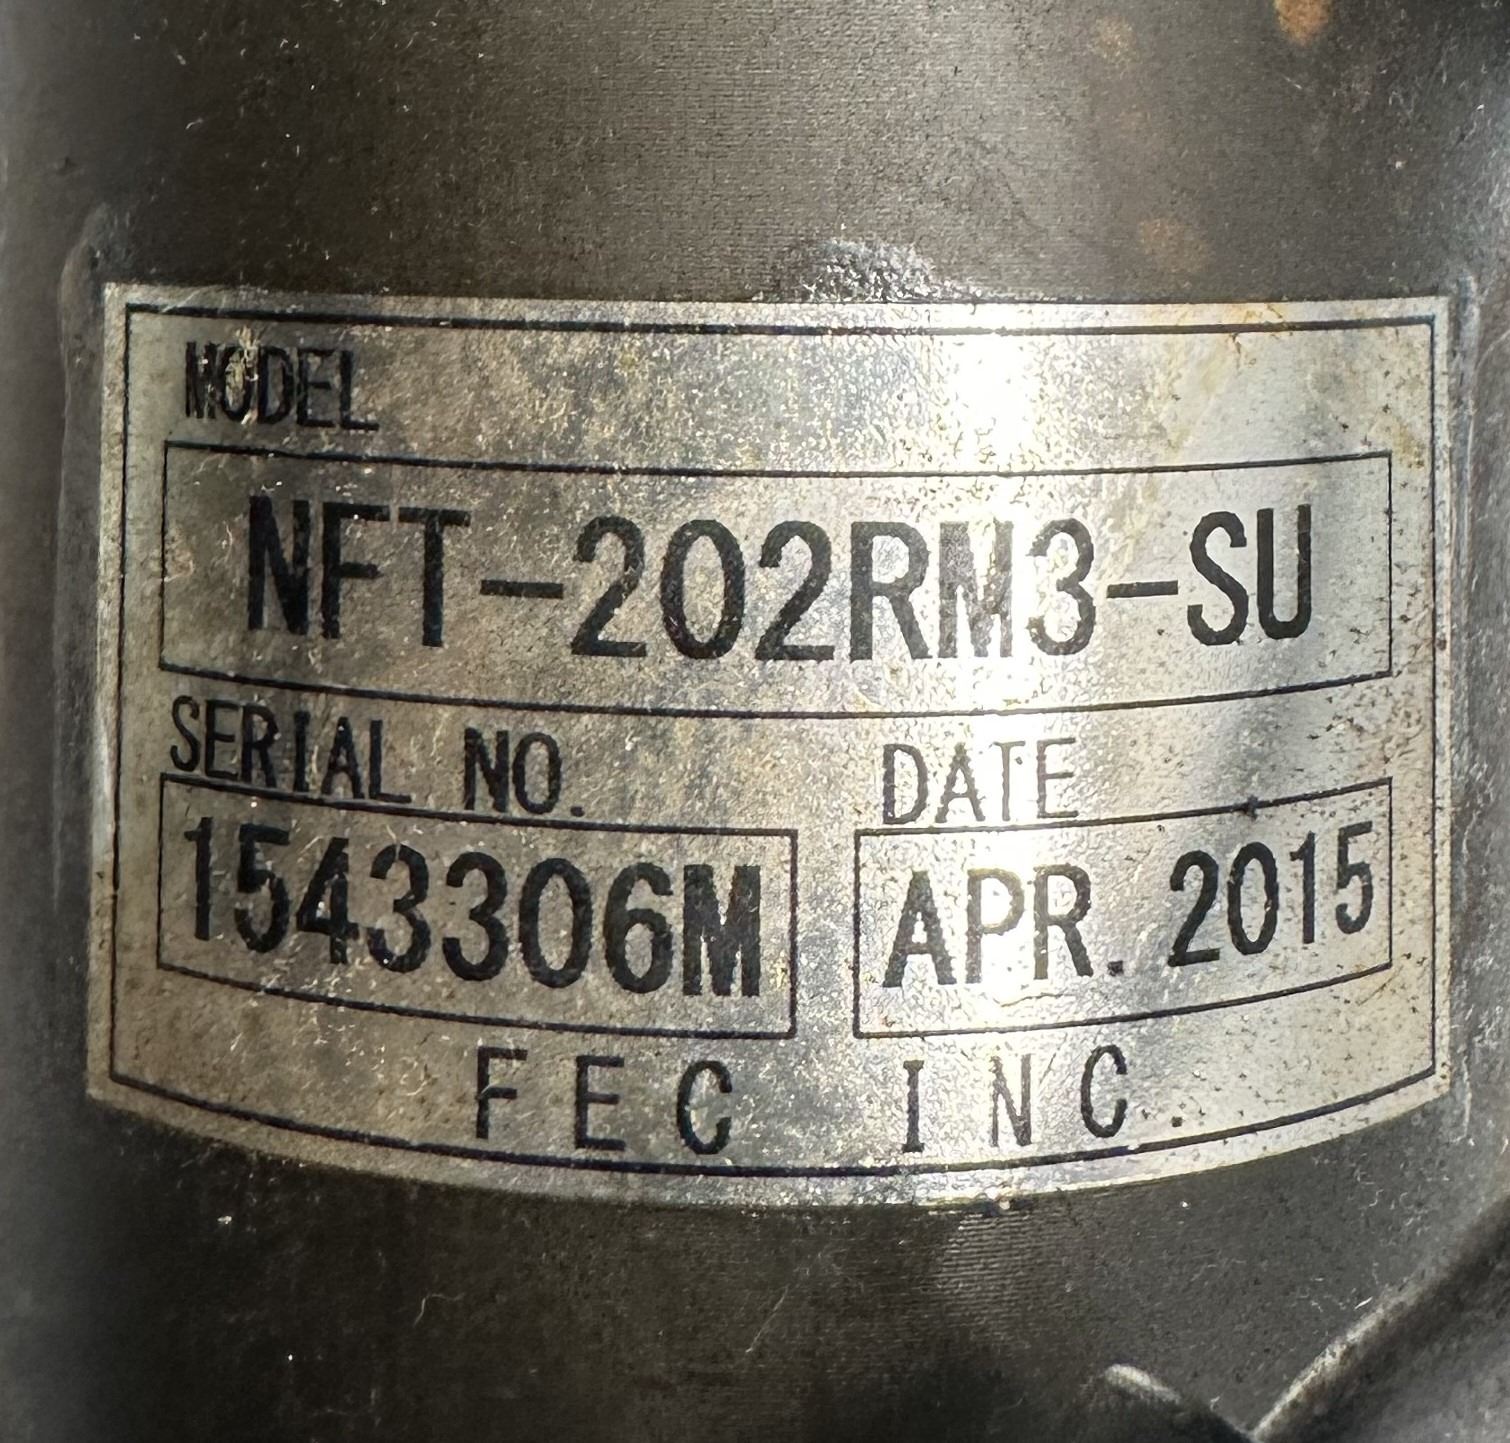 MODEL
NFT-202RM3-SU
SERIAL NO. DATE
1543306M APR. 2015
FEC INC.